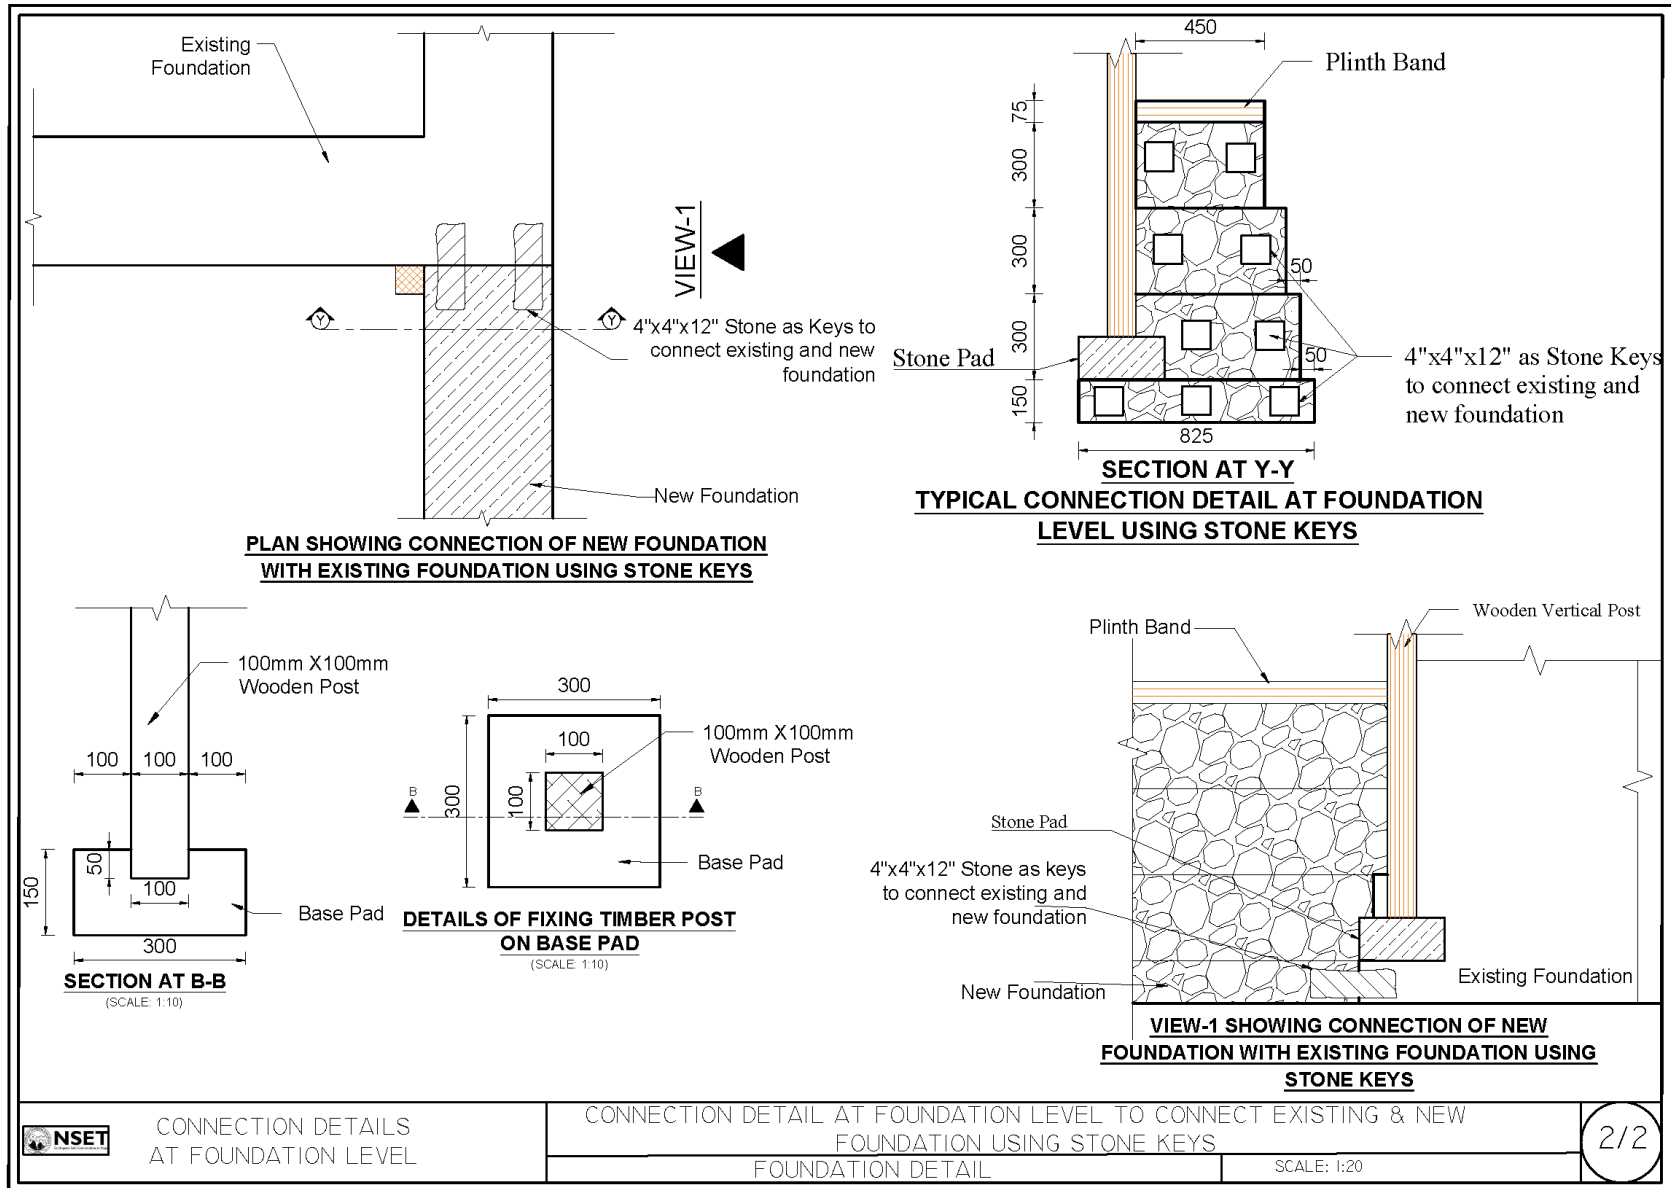 Existing
Foundation
VIEW-1
Y
Y
4"x4"x12" Stone as Keys to
connect existing and new
foundation
New Foundation
PLAN SHOWING CONNECTION OF NEW FOUNDATION
WITH EXISTING FOUNDATION USING STONE KEYS
450
Plinth Band
75
300
300
300
150
50
50
Stone Pad
4"x4"x12" as Stone Keys
to connect existing and
new foundation
825
SECTION AT Y-Y
TYPICAL CONNECTION DETAIL AT FOUNDATION
LEVEL USING STONE KEYS
100mm X100mm
Wooden Post
100
100
100
50
150
100
Base Pad
300
SECTION AT B-B
(SCALE: 1:10)
300
100mm X100mm
Wooden Post
100
100
300
B
B
Base Pad
DETAILS OF FIXING TIMBER POST
ON BASE PAD
(SCALE: 1:10)
Wooden Vertical Post
Plinth Band
Stone Pad
4"x4"x12" Stone as keys
to connect existing and
new foundation
New Foundation
Existing Foundation
VIEW-1 SHOWING CONNECTION OF NEW
FOUNDATION WITH EXISTING FOUNDATION USING
STONE KEYS
NSET
CONNECTION DETAILS
AT FOUNDATION LEVEL
CONNECTION DETAIL AT FOUNDATION LEVEL TO CONNECT EXISTING & NEW
FOUNDATION USING STONE KEYS
FOUNDATION DETAIL
SCALE: 1:20
2/2